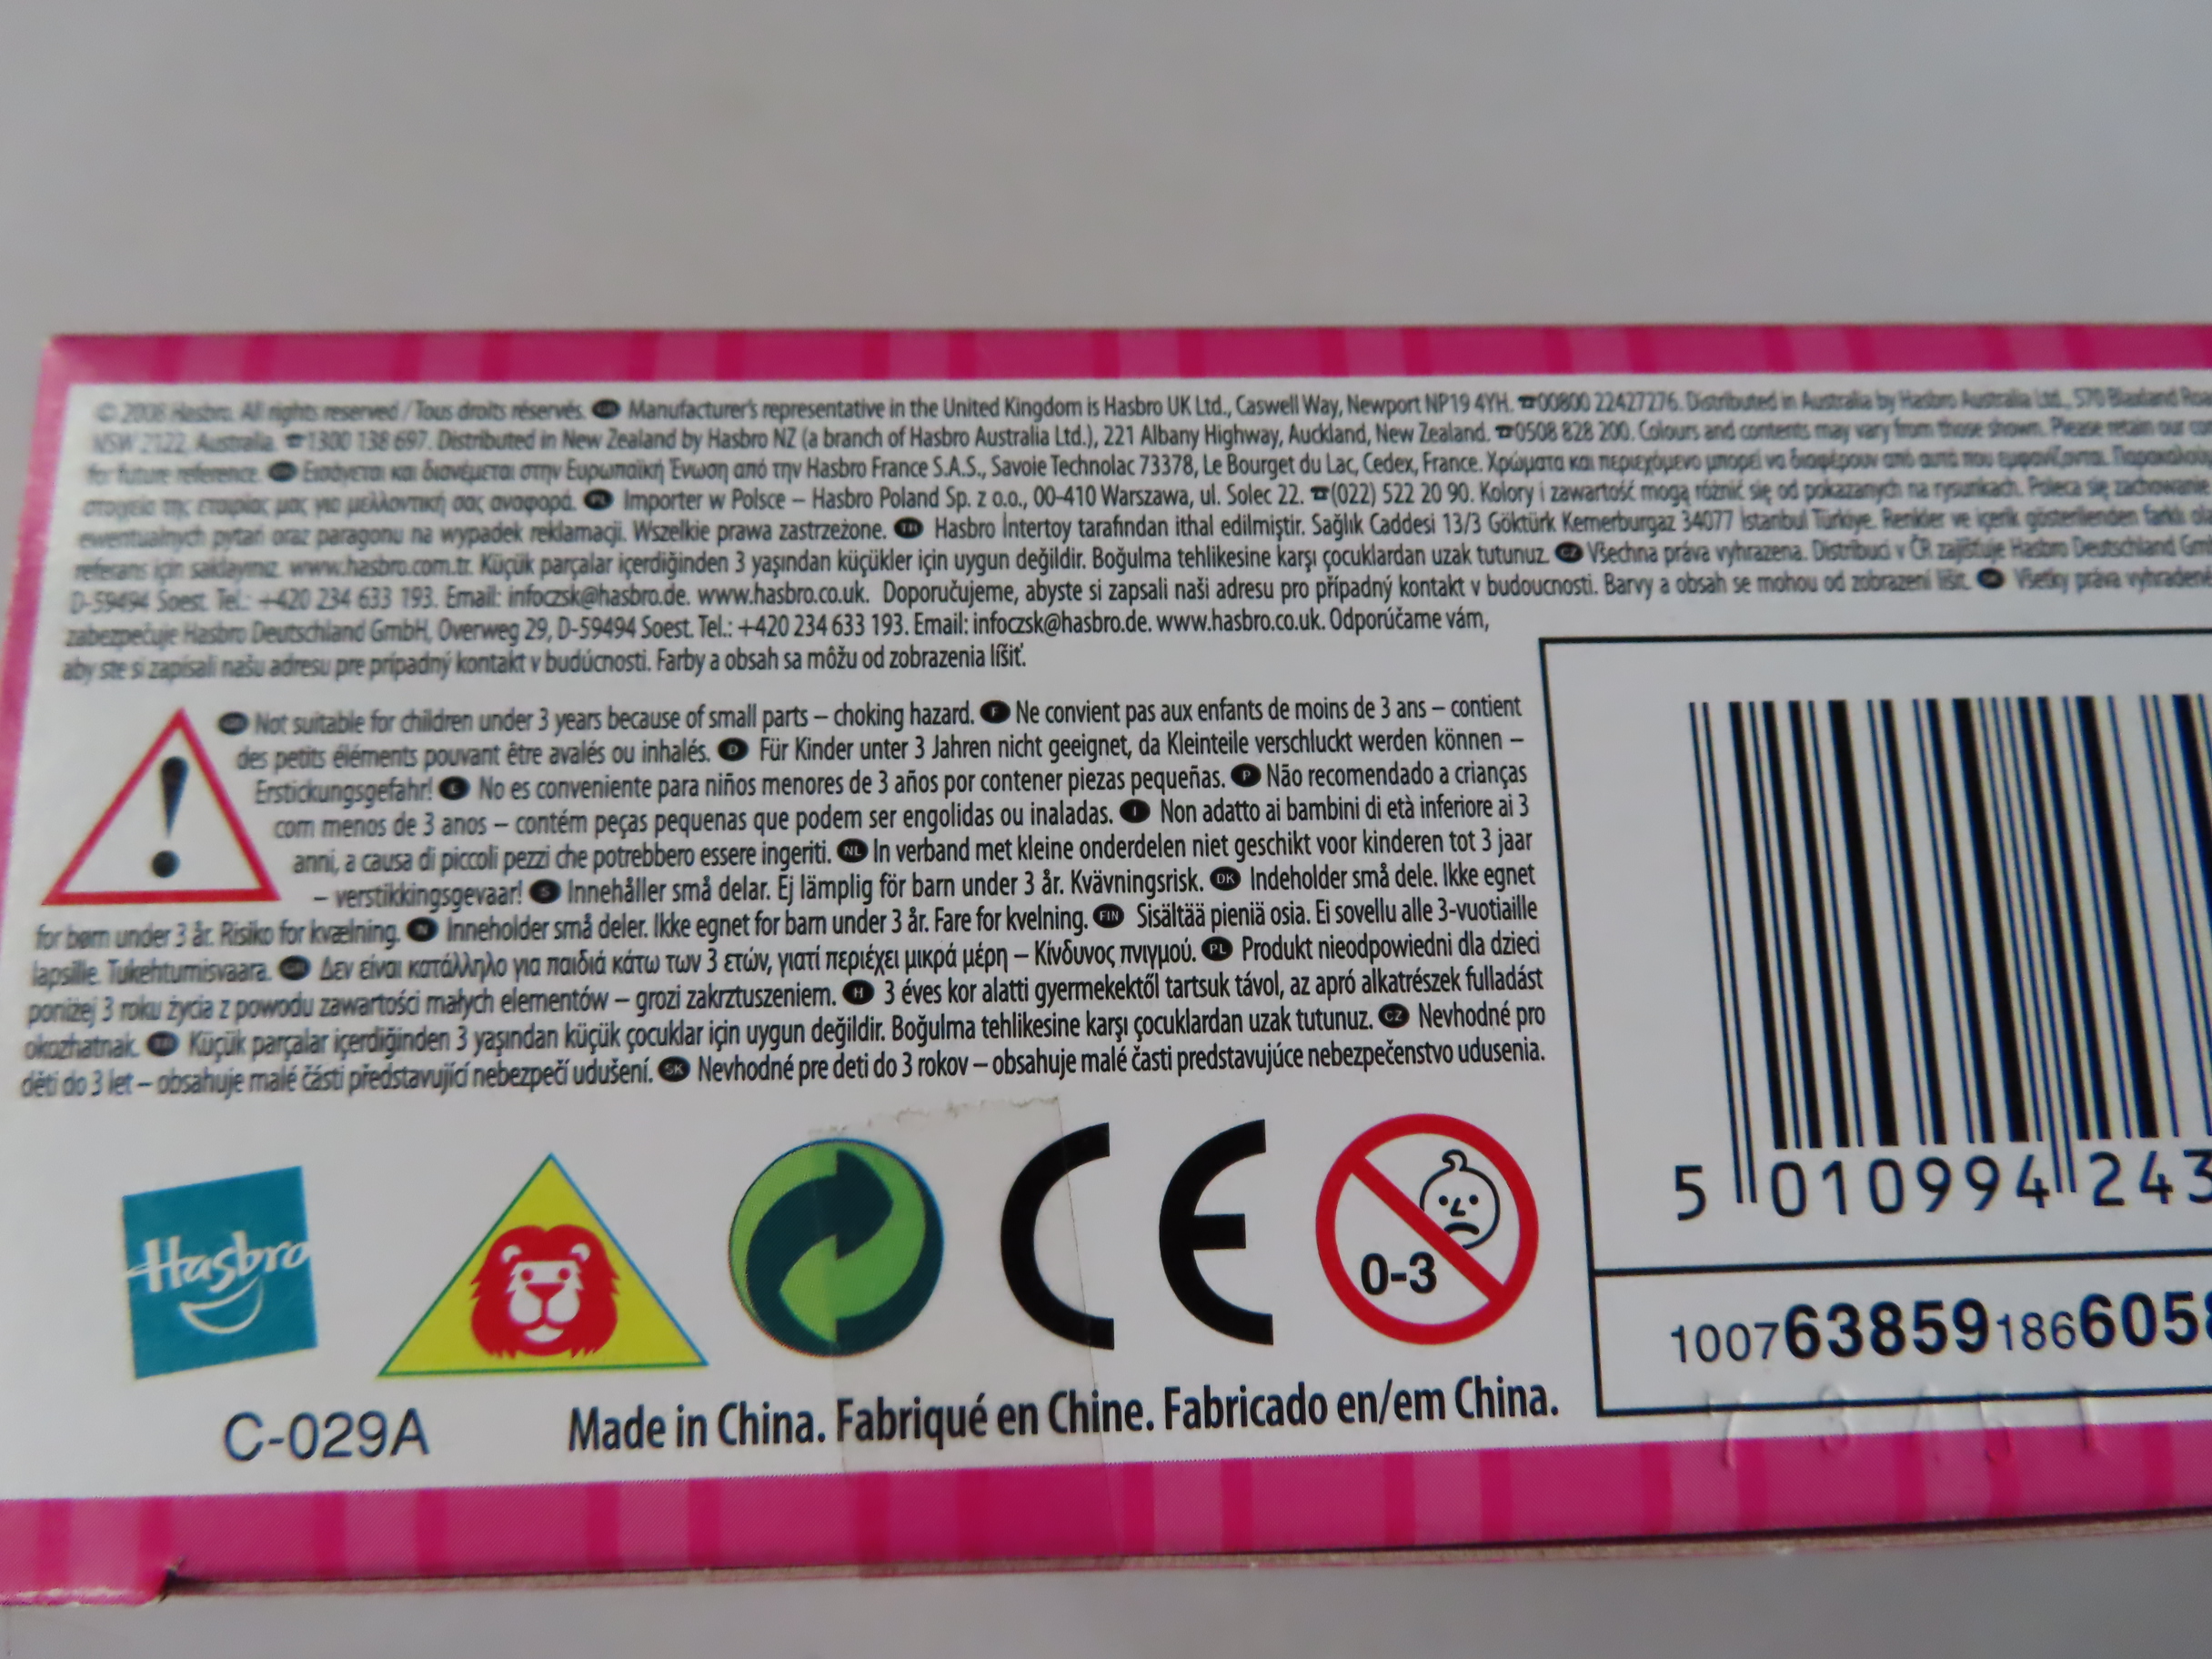 © 2008 Hasbro. All rights reserved / Tous droits réservés. GB Manufacturer's representative in the United Kingdom is Hasbro UK Ltd., Caswell Way, Newport NP19 4YH. ☎00800 22427276. Distributed in Australia by Hasbro Australia Ltd., 570 Blaxland
NSW 2122, Australia. ☎1300 138 697. Distributed in New Zealand by Hasbro NZ (a branch of Hasbro Australia Ltd.), 221 Albany Highway, Auckland, New Zealand. ☎0508 828 200. Colours and contents may vary from those shown. Please retain our
for future reference. Εισάγεται και διανέμεται στην Ευρωπαϊκή Ένωση από την Hasbro France S.A.S., Savoie Technolac 73378, Le Bourget du Lac, Cedex, France. Χρώματα και περιεχόμενο μπορεί να διαφέρουν από αυτά που εμφανίζονται.
στοιχεία της εταιρίας μας για μελλοντική σας αναφορά. PL Importer w Polsce – Hasbro Poland Sp. z o.o., 00-410 Warszawa, ul. Solec 22. ☎(022) 522 20 90. Kolory i zawartość mogą różnić się od pokazanych na rysunkach. Poleca się zachowanie
ewentualnych pytań oraz paragonu na wypadek reklamacji. Wszelkie prawa zastrzeżone. TR Hasbro İntertoy tarafından ithal edilmiştir. Sağlık Caddesi 13/3 Göktürk Kemerburgaz 34077 İstanbul Türkiye. Renkler ve içerik gösterilenden farklı
referans için saklayınız. www.hasbro.com.tr. Küçük parçalar içerdiğinden 3 yaşından küçükler için uygun değildir. Boğulma tehlikesine karşı çocuklardan uzak tutunuz. CZ Všechna práva vyhrazena. Distribuci v ČR zajišťuje Hasbro Deutschland
D-59494 Soest. Tel.: +420 234 633 193. Email: infoczsk@hasbro.de. www.hasbro.co.uk. Doporučujeme, abyste si zapsali naši adresu pro případný kontakt v budoucnosti. Barvy a obsah se mohou od zobrazení lišit. SK Všetky práva vyhradené
zabezpečuje Hasbro Deutschland GmbH, Overweg 29, D-59494 Soest. Tel.: +420 234 633 193. Email: infoczsk@hasbro.de. www.hasbro.co.uk. Odporúčame vám,
aby ste si zapísali našu adresu pre prípadný kontakt v budúcnosti. Farby a obsah sa môžu od zobrazenia líšiť.
GB Not suitable for children under 3 years because of small parts – choking hazard. F Ne convient pas aux enfants de moins de 3 ans – contient
des petits éléments pouvant être avalés ou inhalés. D Für Kinder unter 3 Jahren nicht geeignet, da Kleinteile verschluckt werden können –
Erstickungsgefahr! E No es conveniente para niños menores de 3 años por contener piezas pequeñas. P Não recomendado a crianças
com menos de 3 anos – contém peças pequenas que podem ser engolidas ou inaladas. I Non adatto ai bambini di età inferiore ai 3
anni, a causa di piccoli pezzi che potrebbero essere ingeriti. NL In verband met kleine onderdelen niet geschikt voor kinderen tot 3 jaar
– verstikkingsgevaar! S Innehåller små delar. Ej lämplig för barn under 3 år. Kvävningsrisk. DK Indeholder små dele. Ikke egnet
for børn under 3 år. Risiko for kvælning. N Inneholder små deler. Ikke egnet for barn under 3 år. Fare for kvelning. FIN Sisältää pieniä osia. Ei sovellu alle 3-vuotiaille
lapsille. Tukehtumisvaara. GR Δεν είναι κατάλληλο για παιδιά κάτω των 3 ετών, γιατί περιέχει μικρά μέρη – Κίνδυνος πνιγμού. PL Produkt nieodpowiedni dla dzieci
poniżej 3 roku życia z powodu zawartości małych elementów – grozi zakrztuszeniem. H 3 éves kor alatti gyermekektől tartsuk távol, az apró alkatrészek fulladást
okozhatnak. TR Küçük parçalar içerdiğinden 3 yaşından küçük çocuklar için uygun değildir. Boğulma tehlikesine karşı çocuklardan uzak tutunuz. CZ Nevhodné pro
děti do 3 let – obsahuje malé části představující nebezpečí udušení. SK Nevhodné pre deti do 3 rokov – obsahuje malé časti predstavujúce nebezpečenstvo udusenia.
5 010994 243
10076385918660
Hasbro
CE
0-3
C-029A
Made in China. Fabriqué en Chine. Fabricado en/em China.